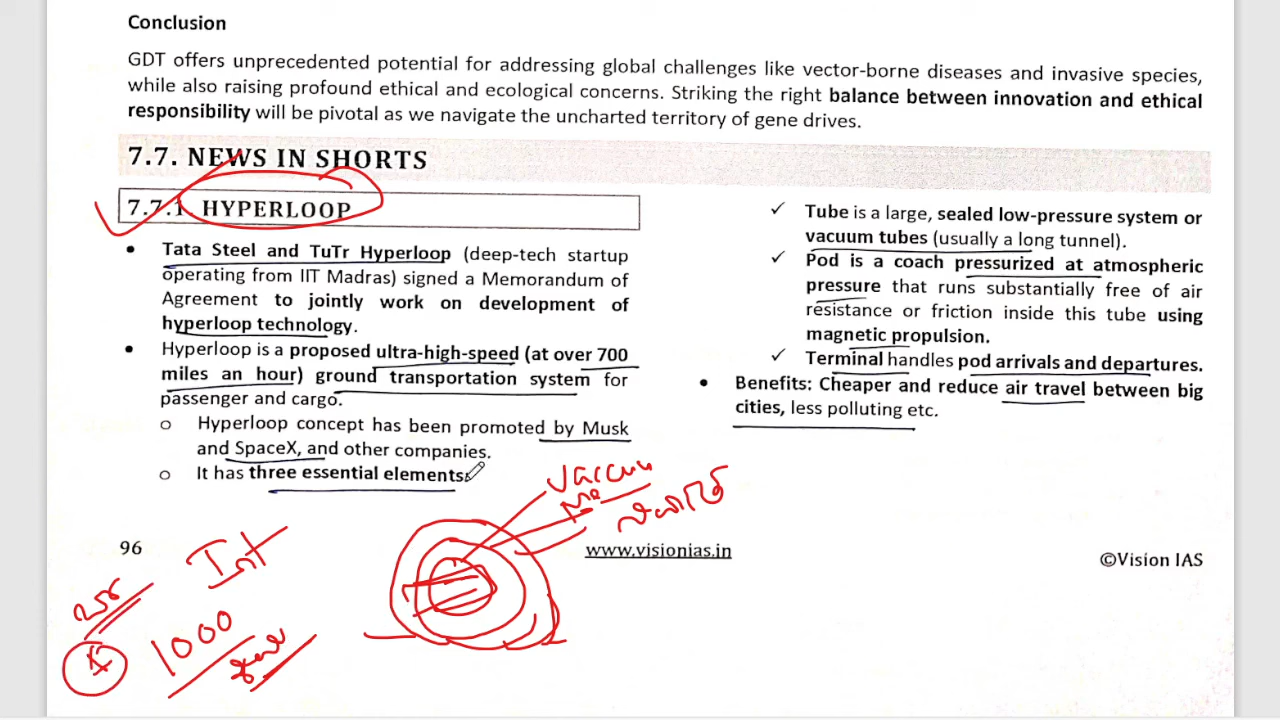 Conclusion
GDT offers unprecedented potential for addressing global challenges like vector-borne diseases and invasive species,
while also raising profound ethical and ecological concerns. Striking the right balance between innovation and ethical
responsibility will be pivotal as we navigate the uncharted territory of gene drives.
7.7. NEWS IN SHORTS
7.7.1. HYPERLOOP
• Tata Steel and TuTr Hyperloop (deep-tech startup
operating from IIT Madras) signed a Memorandum of
Agreement to jointly work on development of
hyperloop technology.
• Hyperloop is a proposed ultra-high-speed (at over 700
miles an hour) ground transportation system for
passenger and cargo.
o Hyperloop concept has been promoted by Musk
and SpaceX, and other companies.
o It has three essential elements:
✓ Tube is a large, sealed low-pressure system or
vacuum tubes (usually a long tunnel).
✓ Pod is a coach pressurized at atmospheric
pressure that runs substantially free of air
resistance or friction inside this tube using
magnetic propulsion.
✓ Terminal handles pod arrivals and departures.
• Benefits: Cheaper and reduce air travel between big
cities, less polluting etc.
Int
1000
96
www.visionias.in
©Vision IAS